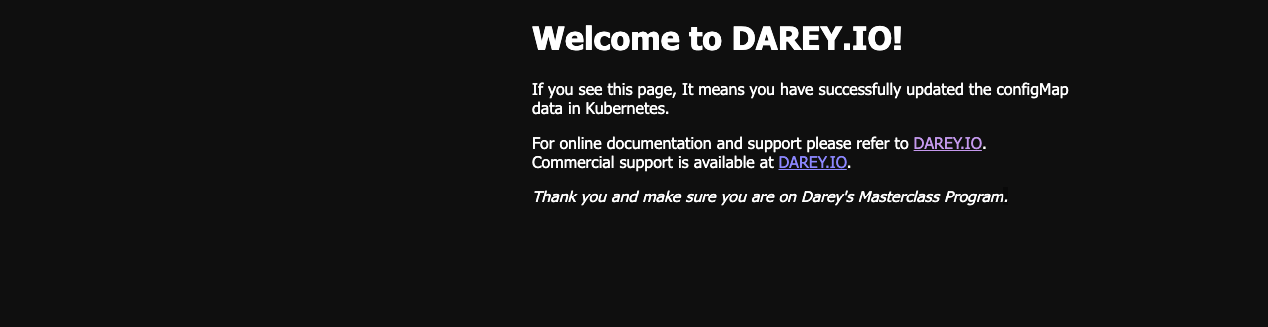 Welcome to DAREY.IO!
If you see this page, It means you have successfully updated the configMap
data in Kubernetes.
For online documentation and support please refer to DAREY.IO.
Commercial support is available at DAREY.IO.
Thank you and make sure you are on Darey's Masterclass Program.